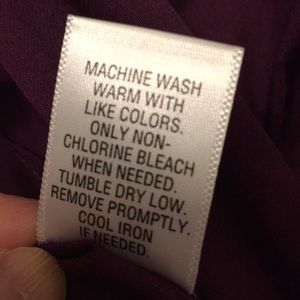 MACHINE WASH
WARM WITH
LIKE COLORS.
ONLY NON-
CHLORINE BLEACH
WHEN NEEDED.
TUMBLE DRY LOW.
REMOVE PROMPTLY.
COOL IRON
IF NEEDED.